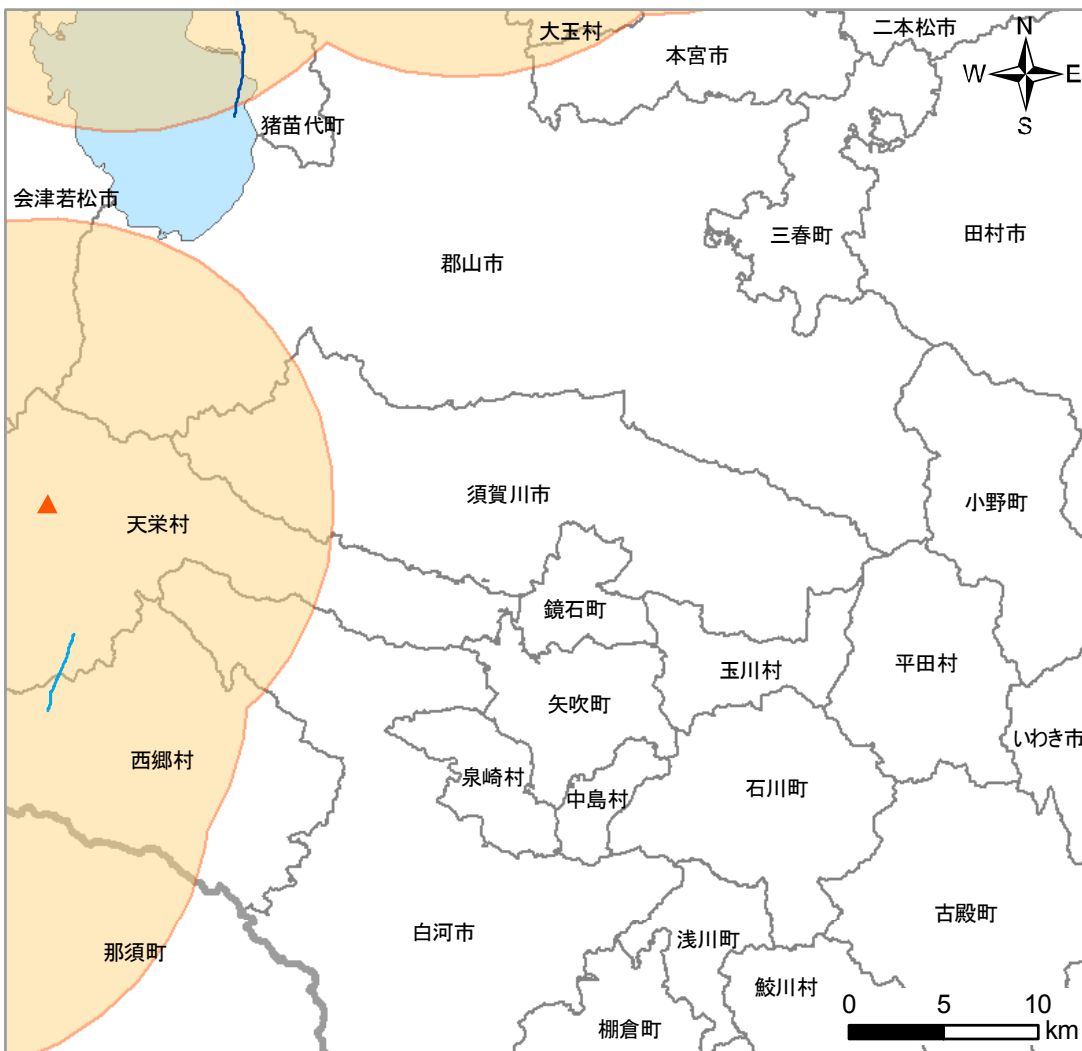 大玉村
二本松市
本宮市
N
W
E
S
猪苗代町
会津若松市
三春町
田村市
郡山市
須賀川市
小野町
天栄村
鏡石町
平田村
玉川村
矢吹町
いわき市
西郷村
泉崎村
中島村
石川町
古殿町
白河市
浅川町
那須町
鮫川村
棚倉町
0 5 10
km